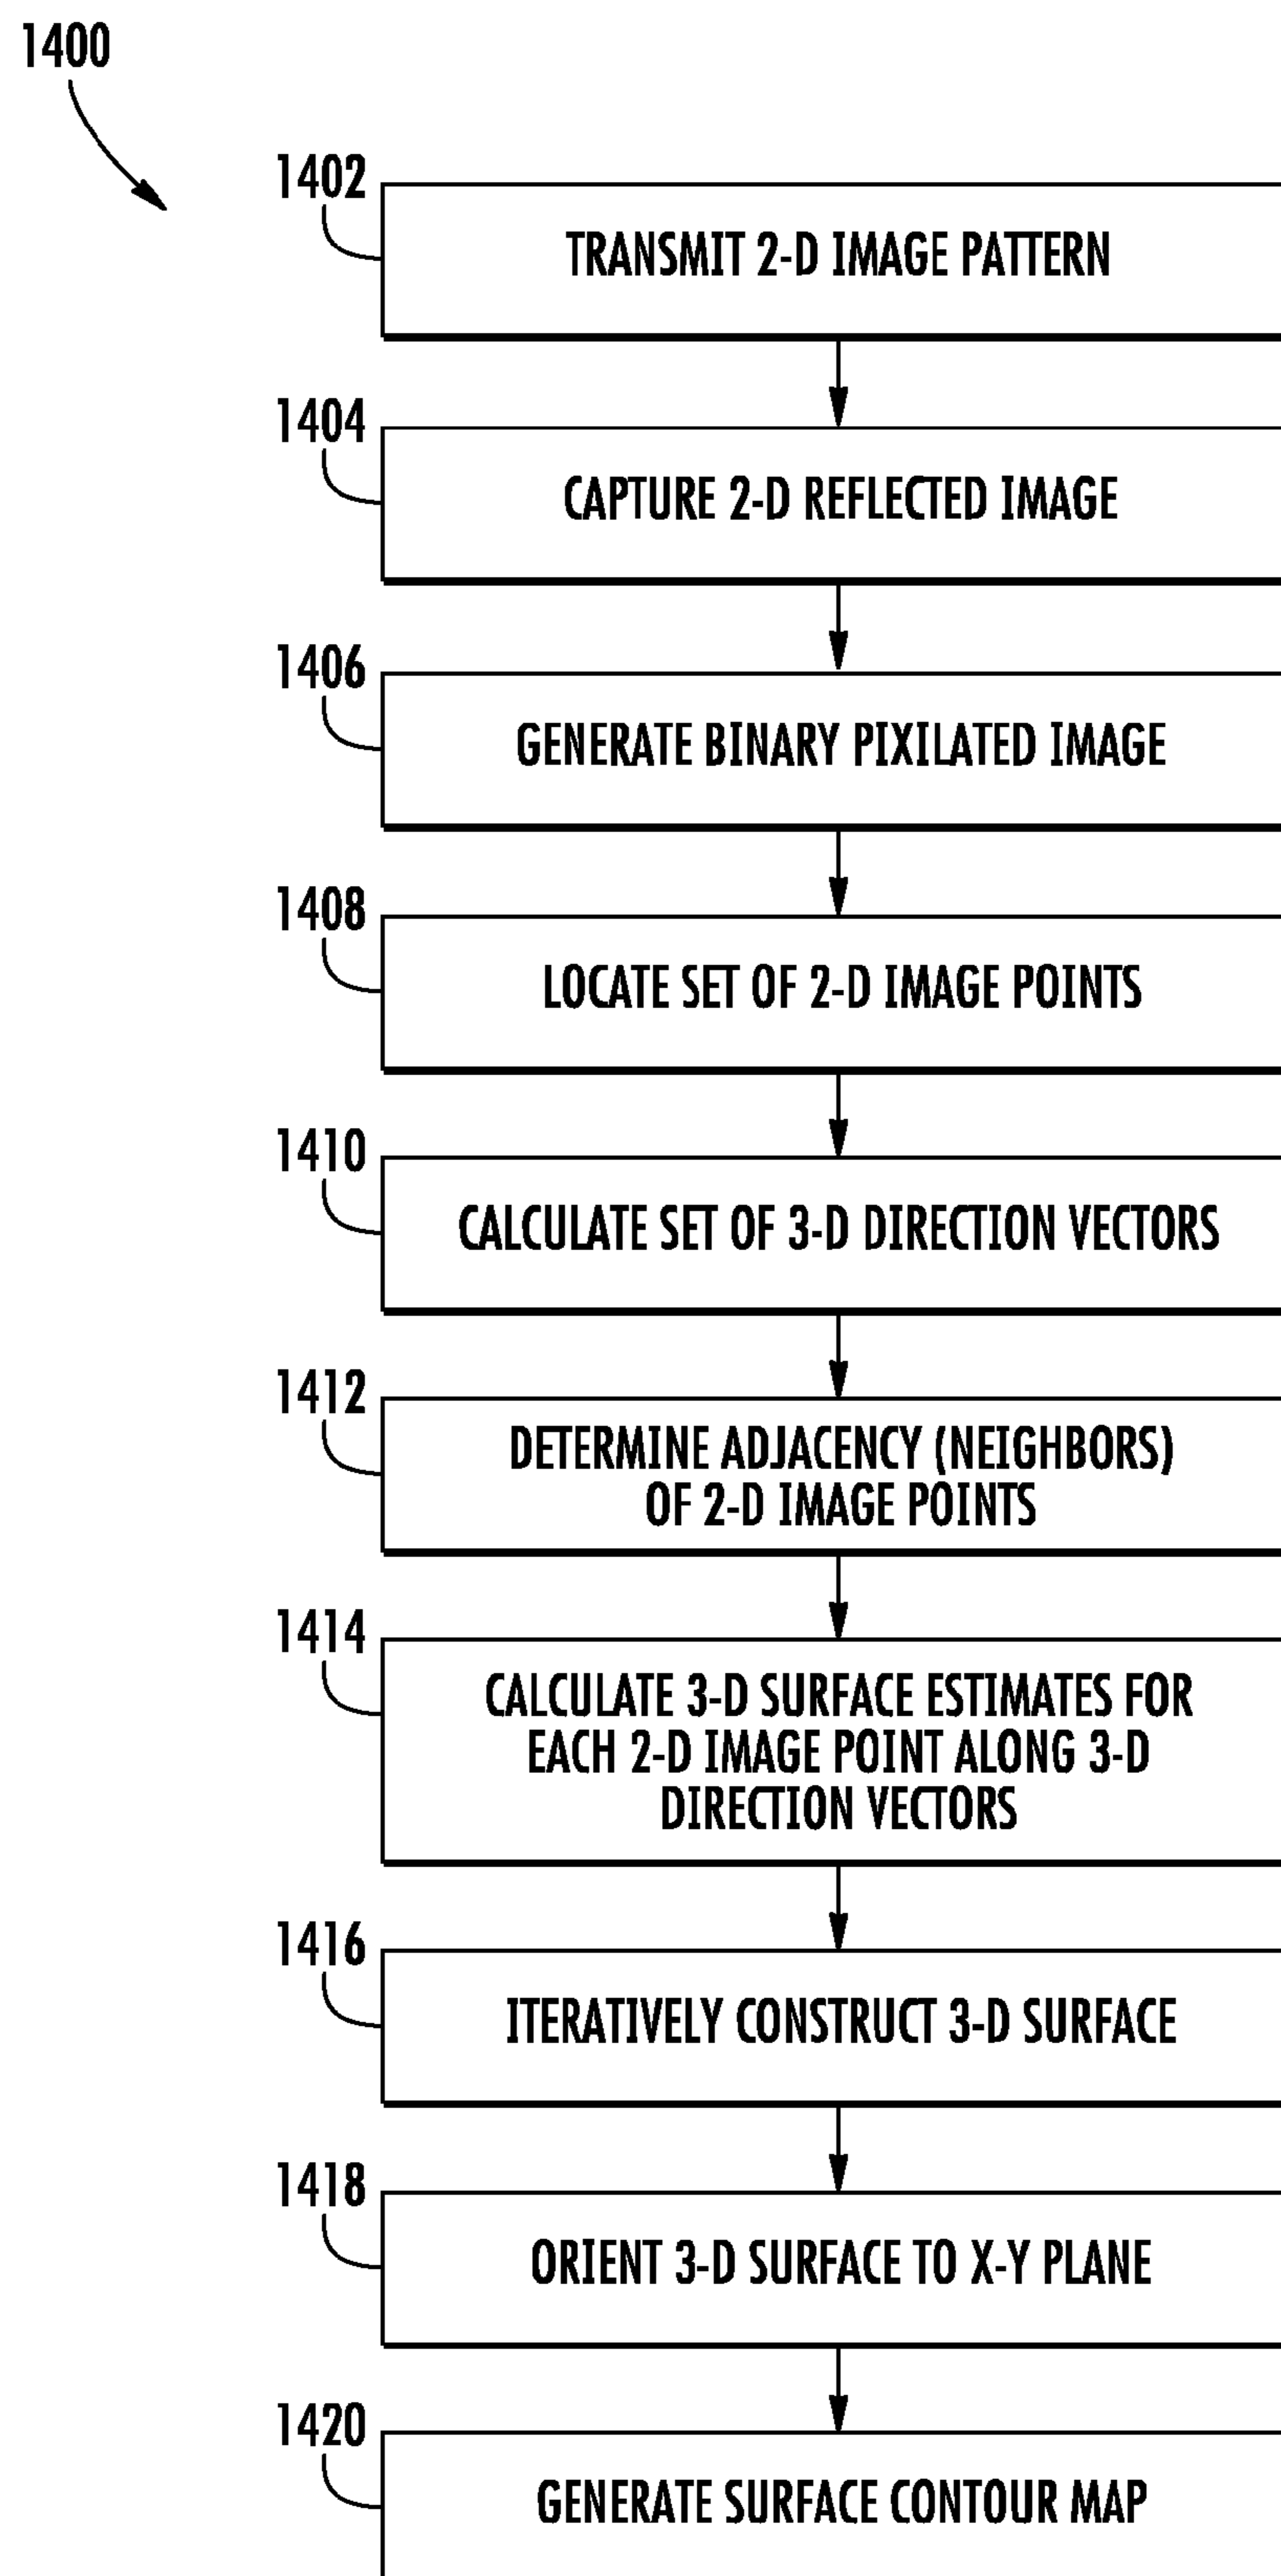 1400
1402
TRANSMIT 2-D IMAGE PATTERN
1404
CAPTURE 2-D REFLECTED IMAGE
1406
GENERATE BINARY PIXILATED IMAGE
1408
LOCATE SET OF 2-D IMAGE POINTS
1410
CALCULATE SET OF 3-D DIRECTION VECTORS
1412
DETERMINE ADJACENCY (NEIGHBORS)
OF 2-D IMAGE POINTS
1414
CALCULATE 3-D SURFACE ESTIMATES FOR
EACH 2-D IMAGE POINT ALONG 3-D
DIRECTION VECTORS
1416
ITERATIVELY CONSTRUCT 3-D SURFACE
1418
ORIENT 3-D SURFACE TO X-Y PLANE
1420
GENERATE SURFACE CONTOUR MAP